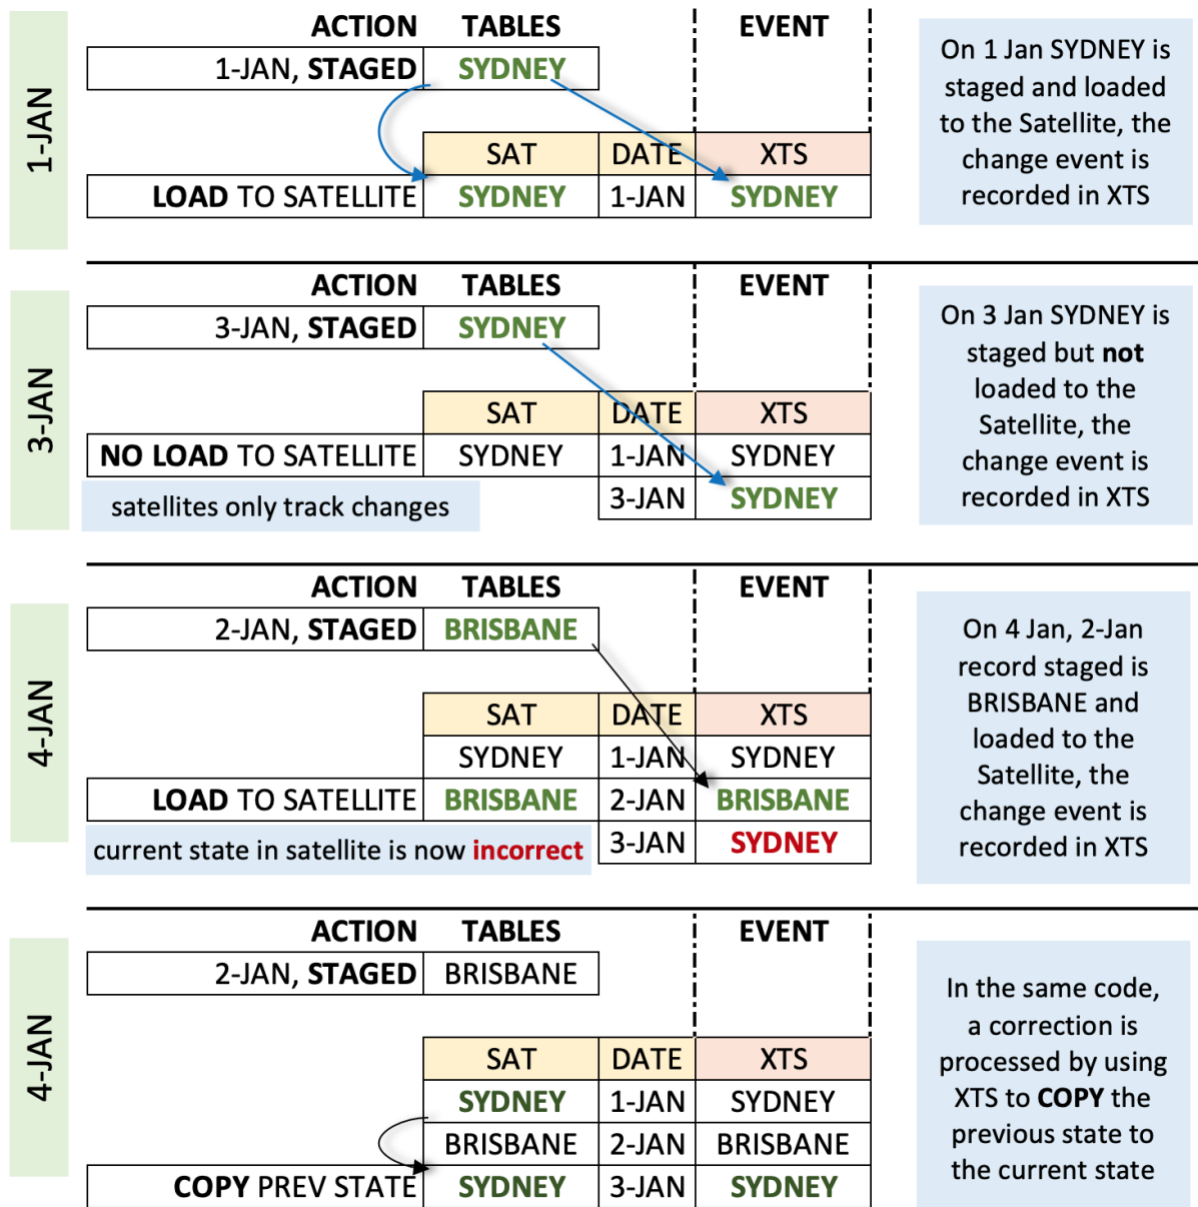 1-JAN
ACTION TABLES EVENT
1-JAN, STAGED SYDNEY
SAT DATE XTS
LOAD TO SATELLITE SYDNEY 1-JAN SYDNEY
On 1 Jan SYDNEY is
staged and loaded
to the Satellite, the
change event is
recorded in XTS
3-JAN
ACTION TABLES EVENT
3-JAN, STAGED SYDNEY
SAT DATE XTS
NO LOAD TO SATELLITE SYDNEY 1-JAN SYDNEY
satellites only track changes 3-JAN SYDNEY
On 3 Jan SYDNEY is
staged but not
loaded to the
Satellite, the
change event is
recorded in XTS
4-JAN
ACTION TABLES EVENT
2-JAN, STAGED BRISBANE
SAT DATE XTS
SYDNEY 1-JAN SYDNEY
LOAD TO SATELLITE BRISBANE 2-JAN BRISBANE
current state in satellite is now incorrect 3-JAN SYDNEY
On 4 Jan, 2-Jan
record staged is
BRISBANE and
loaded to the
Satellite, the
change event is
recorded in XTS
4-JAN
ACTION TABLES EVENT
2-JAN, STAGED BRISBANE
SAT DATE XTS
SYDNEY 1-JAN SYDNEY
BRISBANE 2-JAN BRISBANE
COPY PREV STATE SYDNEY 3-JAN SYDNEY
In the same code,
a correction is
processed by using
XTS to COPY the
previous state to
the current state